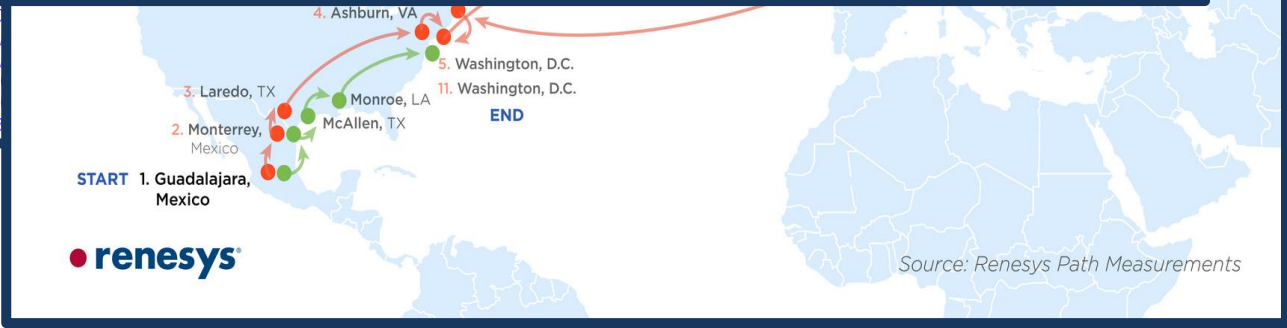 4. Ashburn, VA
5. Washington, D.C.
3. Laredo, TX
11. Washington, D.C.
Monroe, LA
END
2. Monterrey,
Mexico
McAllen, TX
START 1. Guadalajara,
Mexico
renesys
Source: Renesys Path Measurements